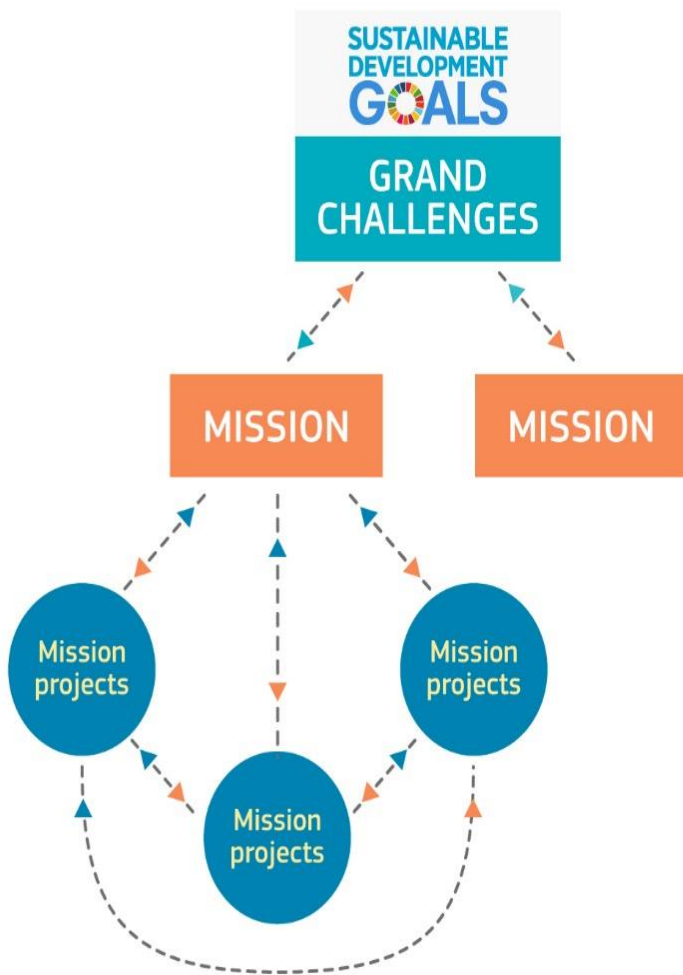 SUSTAINABLE
DEVELOPMENT
GOALS
GRAND
CHALLENGES
MISSION
MISSION
Mission
projects
Mission
projects
Mission
projects